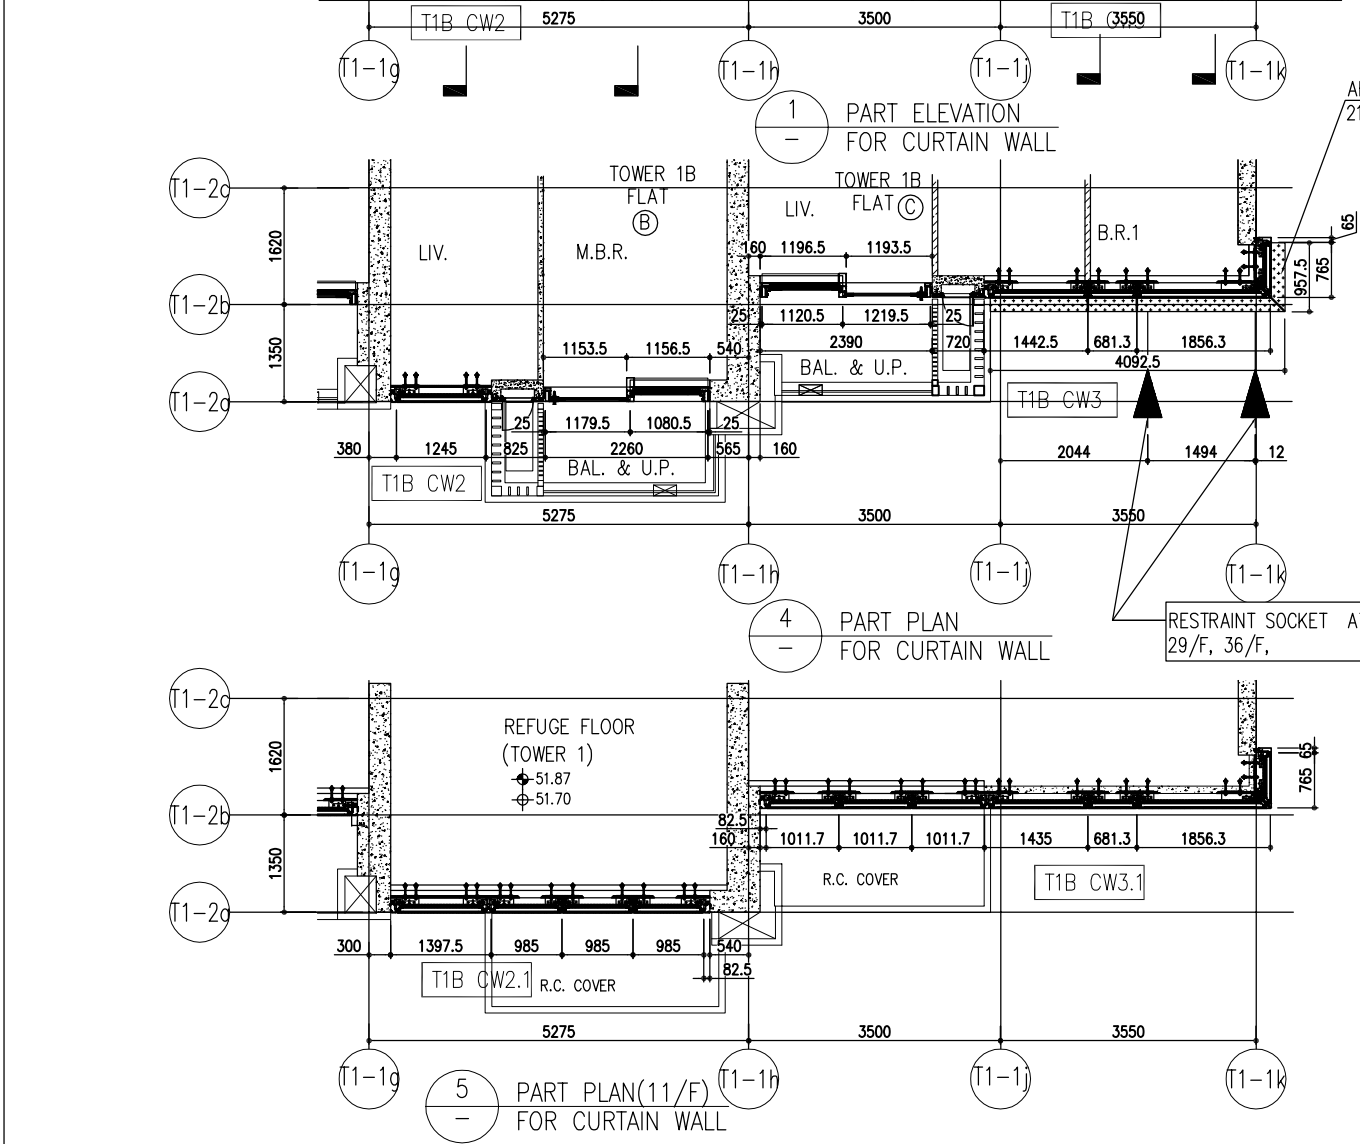 5275 3500 3550
T1B CW2
T1-1g T1-1h T1-1j T1-1k
1
—
PART ELEVATION
FOR CURTAIN WALL
21
T1-2c
TOWER 1B
FLAT
B
TOWER 1B
FLAT C
LIV.
LIV.
M.B.R.
B.R.1
1620
160 1196.5 1193.5
65
957.5 765
T1-2b
25 1120.5 1219.5 25
1153.5 1156.5 540
2390 720 1442.5 681.3 1856.3
1350
BAL. & U.P.
4092.5
T1-2a
T1B CW3
25 1179.5 1080.5 25
380 1245 825 2260 565 160
2044 1494 12
T1B CW2
BAL. & U.P.
5275 3500 3550
T1-1g T1-1h T1-1j T1-1k
4
—
PART PLAN
FOR CURTAIN WALL
RESTRAINT SOCKET
29/F, 36/F,
T1-2c
REFUGE FLOOR
(TOWER 1)
51.87
51.70
1620
65
765
T1-2b
82.5
160 1011.7 1011.7 1011.7 1435 681.3 1856.3
1350
R.C. COVER
T1B CW3.1
T1-2a
300 1397.5 985 985 985 540
82.5
T1B CW2.1
R.C. COVER
5275 3500 3550
T1-1g T1-1h T1-1j T1-1k
5
—
PART PLAN(11/F)
FOR CURTAIN WALL